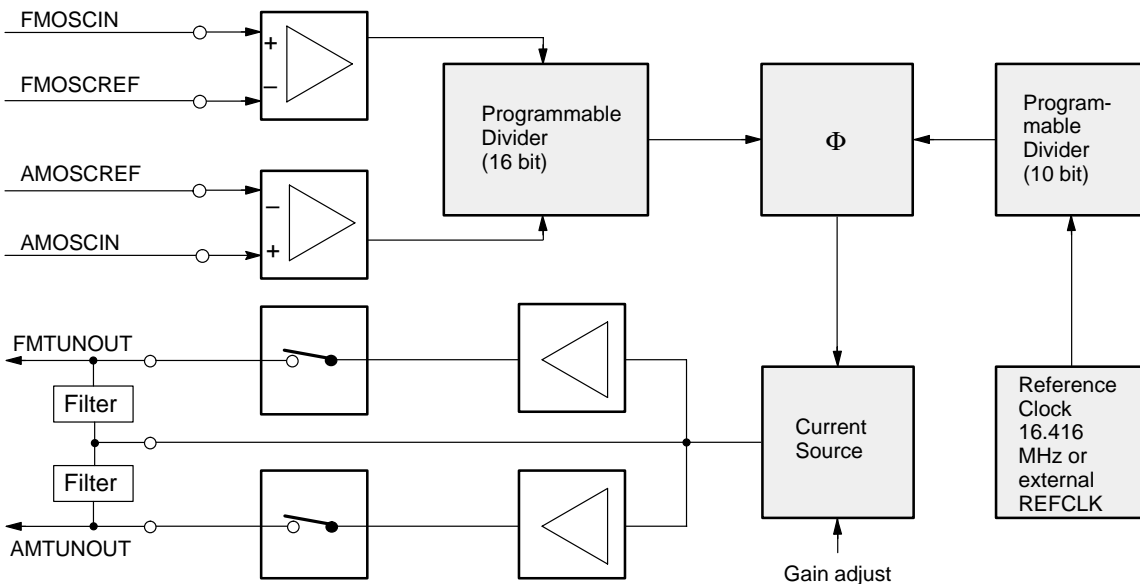 FMOSCIN
+
−
FMOSCREF
AMOSCREF
−
+
AMOSCIN
Programmable
Divider
(16 bit)
Φ
Program-
mable
Divider
(10 bit)
FMTUNOUT
Filter
Filter
AMTUNOUT
Current
Source
Gain adjust
Reference
Clock
16.416
MHz or
external
REFCLK